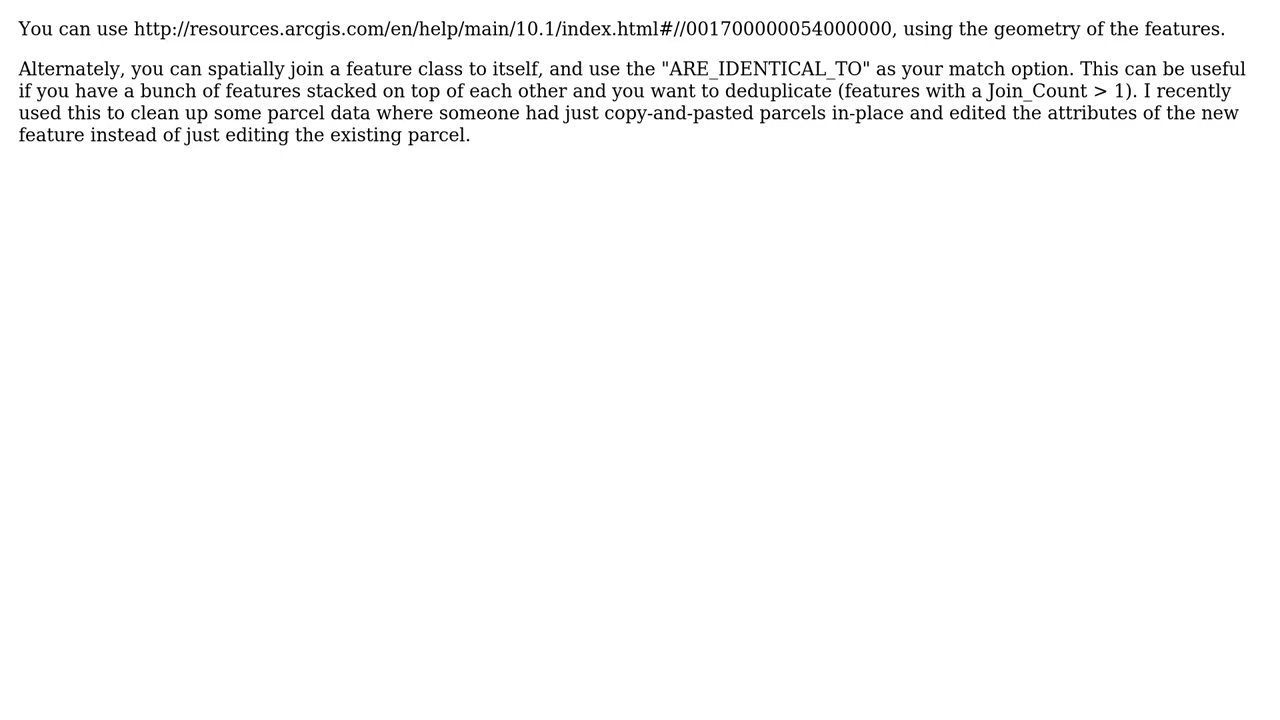 You can use http://resources.arcgis.com/en/help/main/10.1/index.html#//001700000054000000, using the geometry of the features.
Alternately, you can spatially join a feature class to itself, and use the "ARE_IDENTICAL_TO" as your match option. This can be useful
if you have a bunch of features stacked on top of each other and you want to deduplicate (features with a Join_Count > 1). I recently
used this to clean up some parcel data where someone had just copy-and-pasted parcels in-place and edited the attributes of the new
feature instead of just editing the existing parcel.